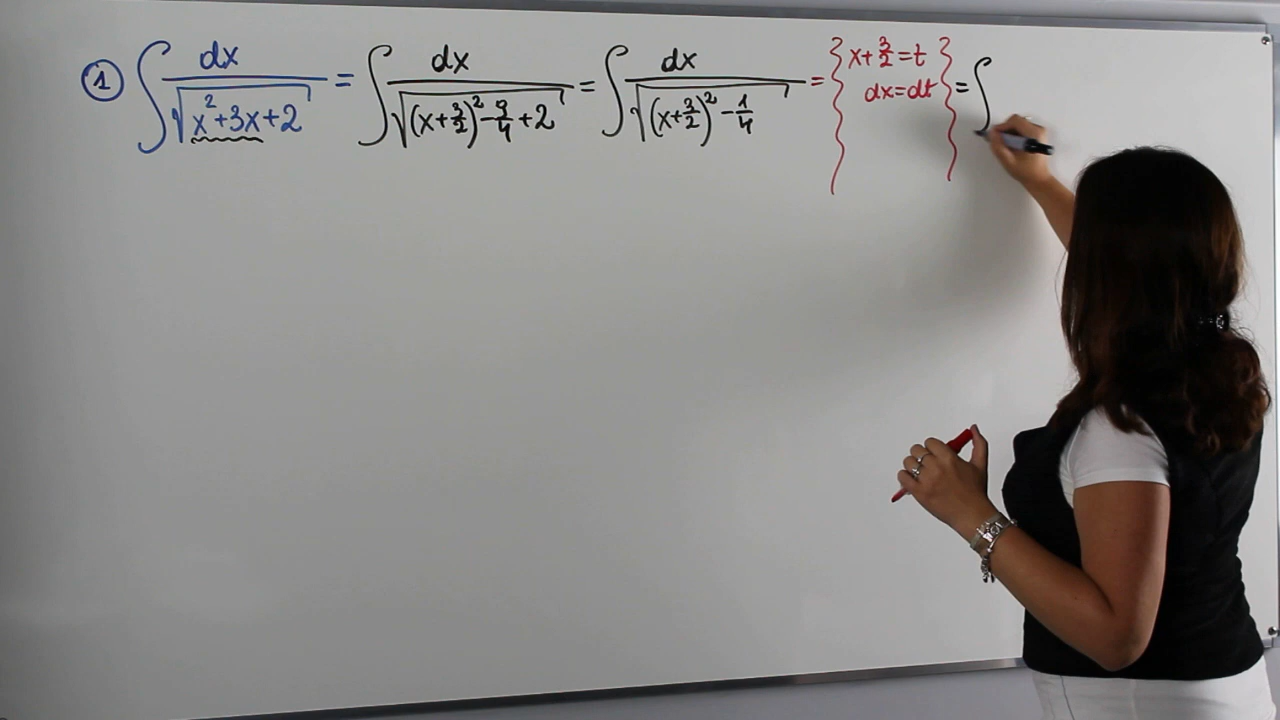 ① ∫ dx / √(x² + 3x + 2) = ∫ dx / √((x + 3/2)² - 9/4 + 2) = ∫ dx / √((x + 3/2)² - 1/4) = { x + 3/2 = t
dx = dt } = ∫